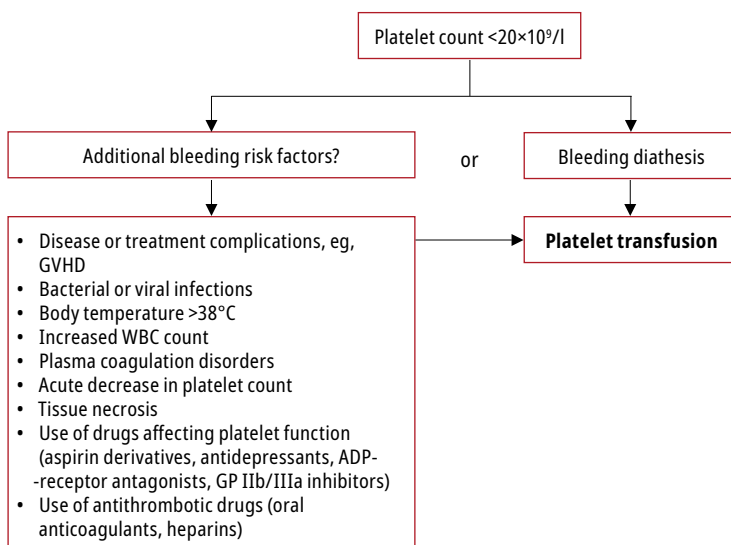 Platelet count <20×10⁹/l
Additional bleeding risk factors?
or
Bleeding diathesis
• Disease or treatment complications, eg,
GVHD
• Bacterial or viral infections
• Body temperature >38°C
• Increased WBC count
• Plasma coagulation disorders
• Acute decrease in platelet count
• Tissue necrosis
• Use of drugs affecting platelet function
(aspirin derivatives, antidepressants, ADP-
-receptor antagonists, GP IIb/IIIa inhibitors)
• Use of antithrombotic drugs (oral
anticoagulants, heparins)
Platelet transfusion